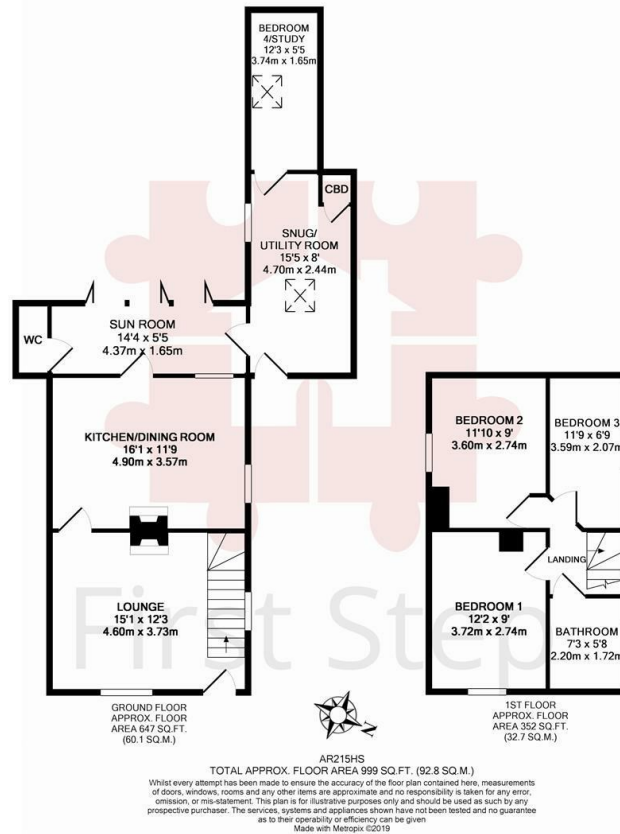 BEDROOM
4/STUDY
12'3 x 5'5
3.74m x 1.65m
CBD
SNUG/
UTILITY ROOM
15'5 x 8'
4.70m x 2.44m
SUN ROOM
14'4 x 5'5
4.37m x 1.65m
WC
KITCHEN/DINING ROOM
16'1 x 11'9
4.90m x 3.57m
LOUNGE
15'1 x 12'3
4.60m x 3.73m
GROUND FLOOR
APPROX. FLOOR
AREA 647 SQ.FT.
(60.1 SQ.M.)
BEDROOM 2
11'10 x 9'
3.60m x 2.74m
BEDROOM 3
11'9 x 6'9
3.59m x 2.07m
LANDING
BEDROOM 1
12'2 x 9'
3.72m x 2.74m
BATHROOM
7'3 x 5'8
2.20m x 1.72m
1ST FLOOR
APPROX. FLOOR
AREA 352 SQ.FT.
(32.7 SQ.M.)
First Step
N
AR215HS
TOTAL APPROX. FLOOR AREA 999 SQ.FT. (92.8 SQ.M.)
Whilst every attempt has been made to ensure the accuracy of the floor plan contained here, measurements
of doors, windows, rooms and any other items are approximate and no responsibility is taken for any error,
omission, or mis-statement. This plan is for illustrative purposes only and should be used as such by any
prospective purchaser. The services, systems and appliances shown have not been tested and no guarantee
as to their operability or efficiency can be given
Made with Metropix ©2019